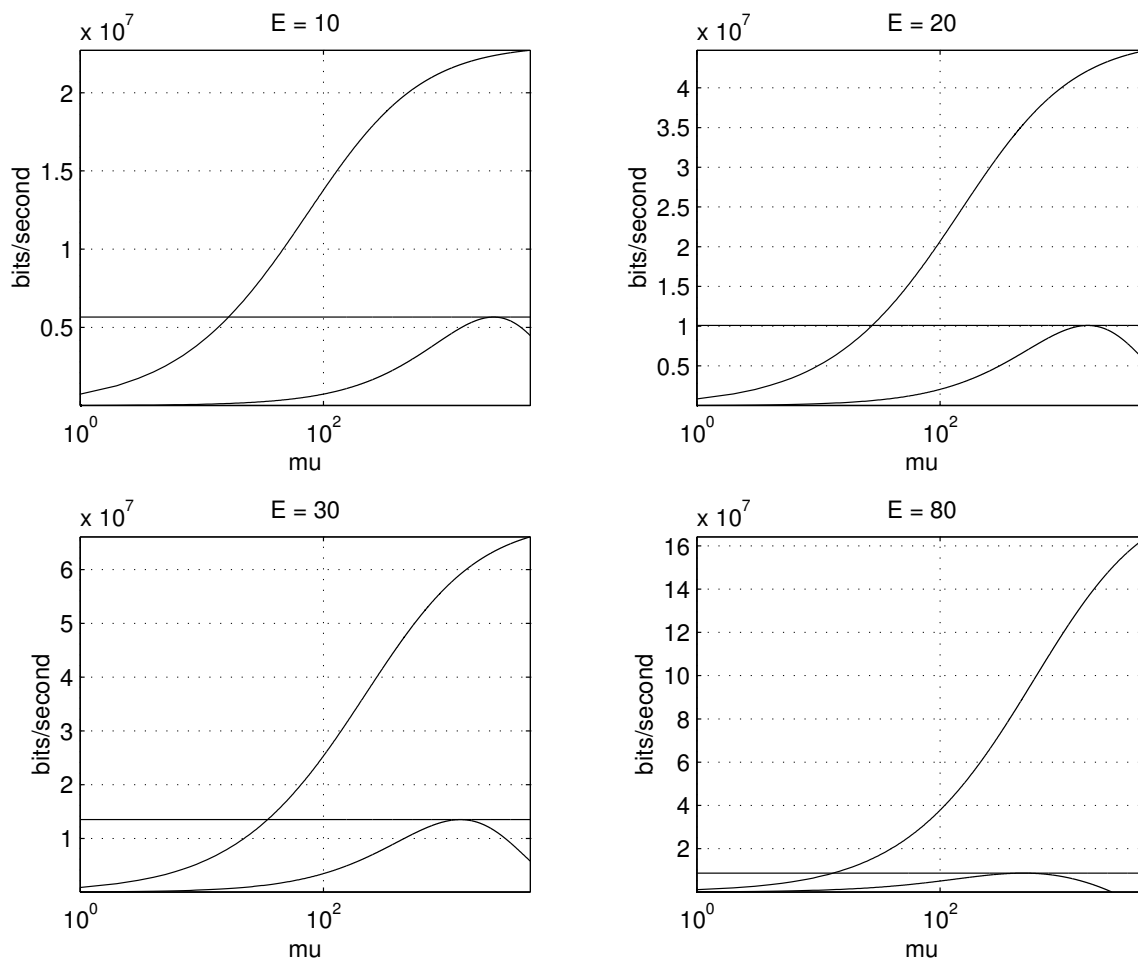 x 10^7
E = 10
2
1.5
1
0.5
bits/second
10^0
10^2
mu
x 10^7
E = 20
4
3.5
3
2.5
2
1.5
1
0.5
bits/second
10^0
10^2
mu
x 10^7
E = 30
6
5
4
3
2
1
bits/second
10^0
10^2
mu
x 10^7
E = 80
16
14
12
10
8
6
4
2
bits/second
10^0
10^2
mu